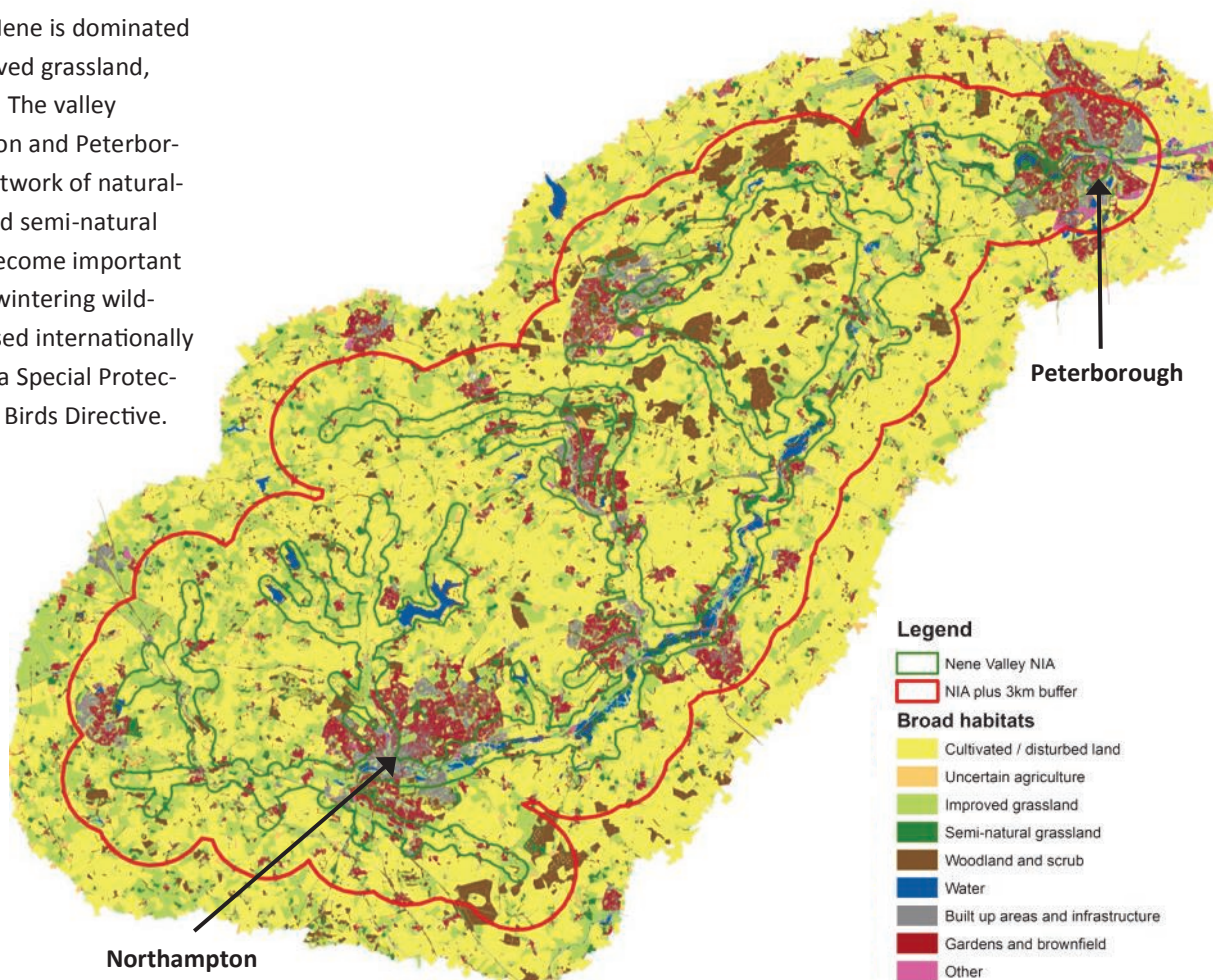 Nene is dominated
ved grassland,
The valley
on and Peterbor-
twork of natural-
d semi-natural
ecome important
wintering wild-
sed internationally
a Special Protec-
Birds Directive.
Peterborough
Legend
Nene Valley NIA
NIA plus 3km buffer
Broad habitats
Cultivated / disturbed land
Uncertain agriculture
Improved grassland
Semi-natural grassland
Woodland and scrub
Water
Built up areas and infrastructure
Gardens and brownfield
Other
Northampton